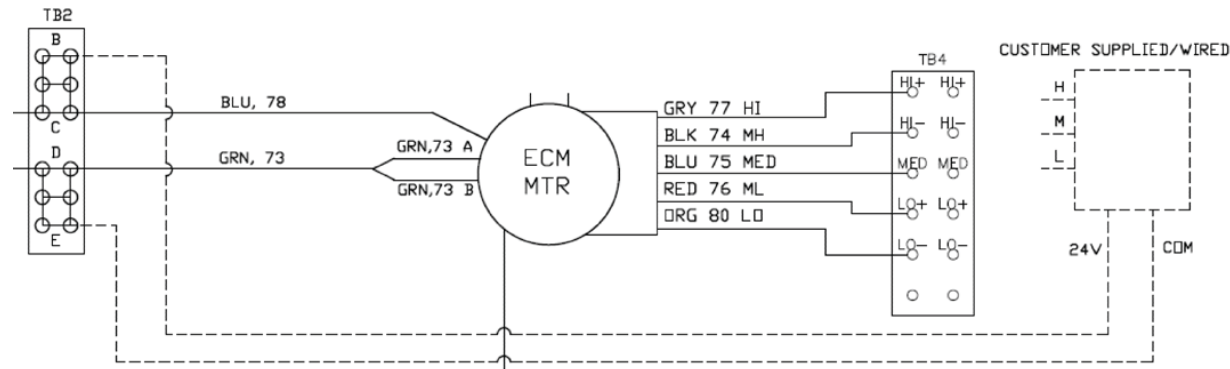 TB2
B
C
D
E
BLU, 78
GRN, 73
GRN,73 A
GRN,73 B
ECM
MTR
GRY 77 HI
BLK 74 MH
BLU 75 MED
RED 76 ML
ORG 80 LO
TB4
HI+ HI+
HI- HI-
MED MED
LO+ LO+
LO- LO-
CUSTOMER SUPPLIED/WIRED
H
M
L
24V
COM